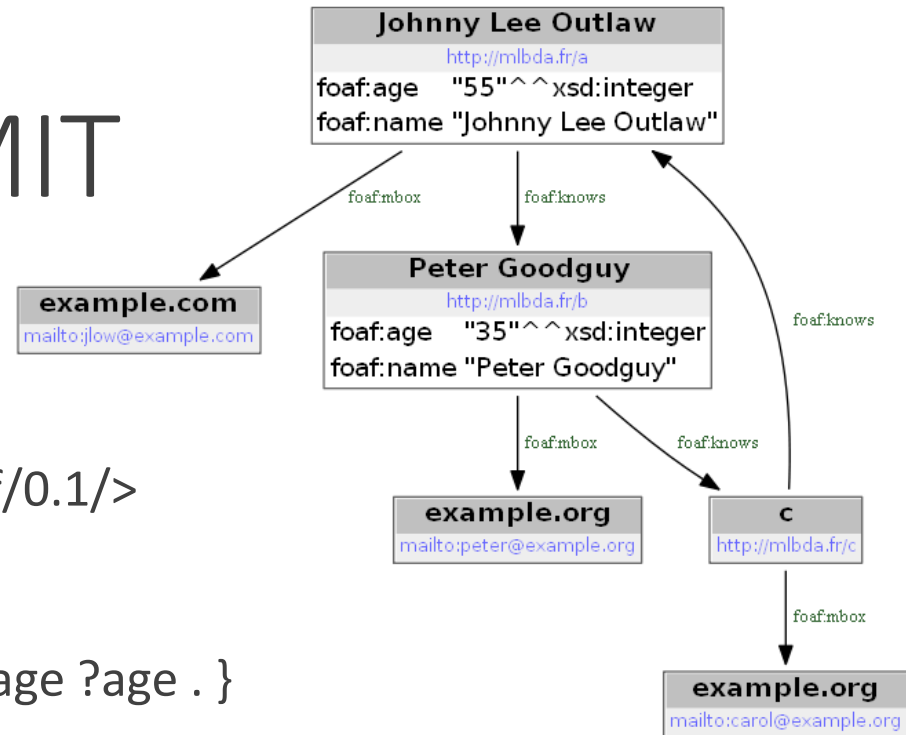 MIT
f/0.1/>
age ?age . }
Johnny Lee Outlaw
http://mlbda.fr/a
foaf:age "55"^^xsd:integer
foaf:name "Johnny Lee Outlaw"
foaf:mbox
foaf:knows
example.com
mailto:jlow@example.com
Peter Goodguy
http://mlbda.fr/b
foaf:age "35"^^xsd:integer
foaf:name "Peter Goodguy"
foaf:knows
foaf:mbox
foaf:knows
example.org
mailto:peter@example.org
c
http://mlbda.fr/c
foaf:mbox
example.org
mailto:carol@example.org